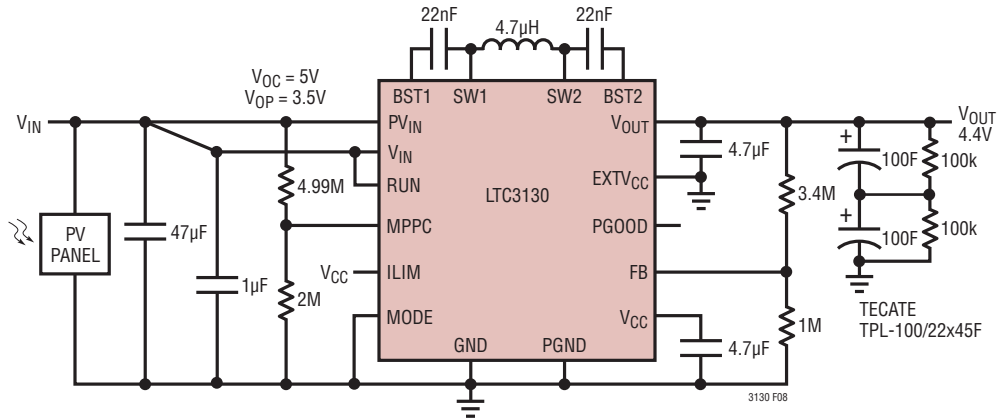 22nF
4.7µH
22nF
VOC = 5V
VOP = 3.5V
BST1
SW1
SW2
BST2
VIN
PVIN
VOUT
VOUT
4.4V
VIN
4.7µF
100F
100k
4.99M
RUN
LTC3130
EXTVCC
3.4M
PV
PANEL
47µF
MPPC
PGOOD
100F
100k
1µF
VCC
ILIM
FB
2M
MODE
VCC
1M
TECATE
TPL-100/22x45F
GND
PGND
4.7µF
3130 F08